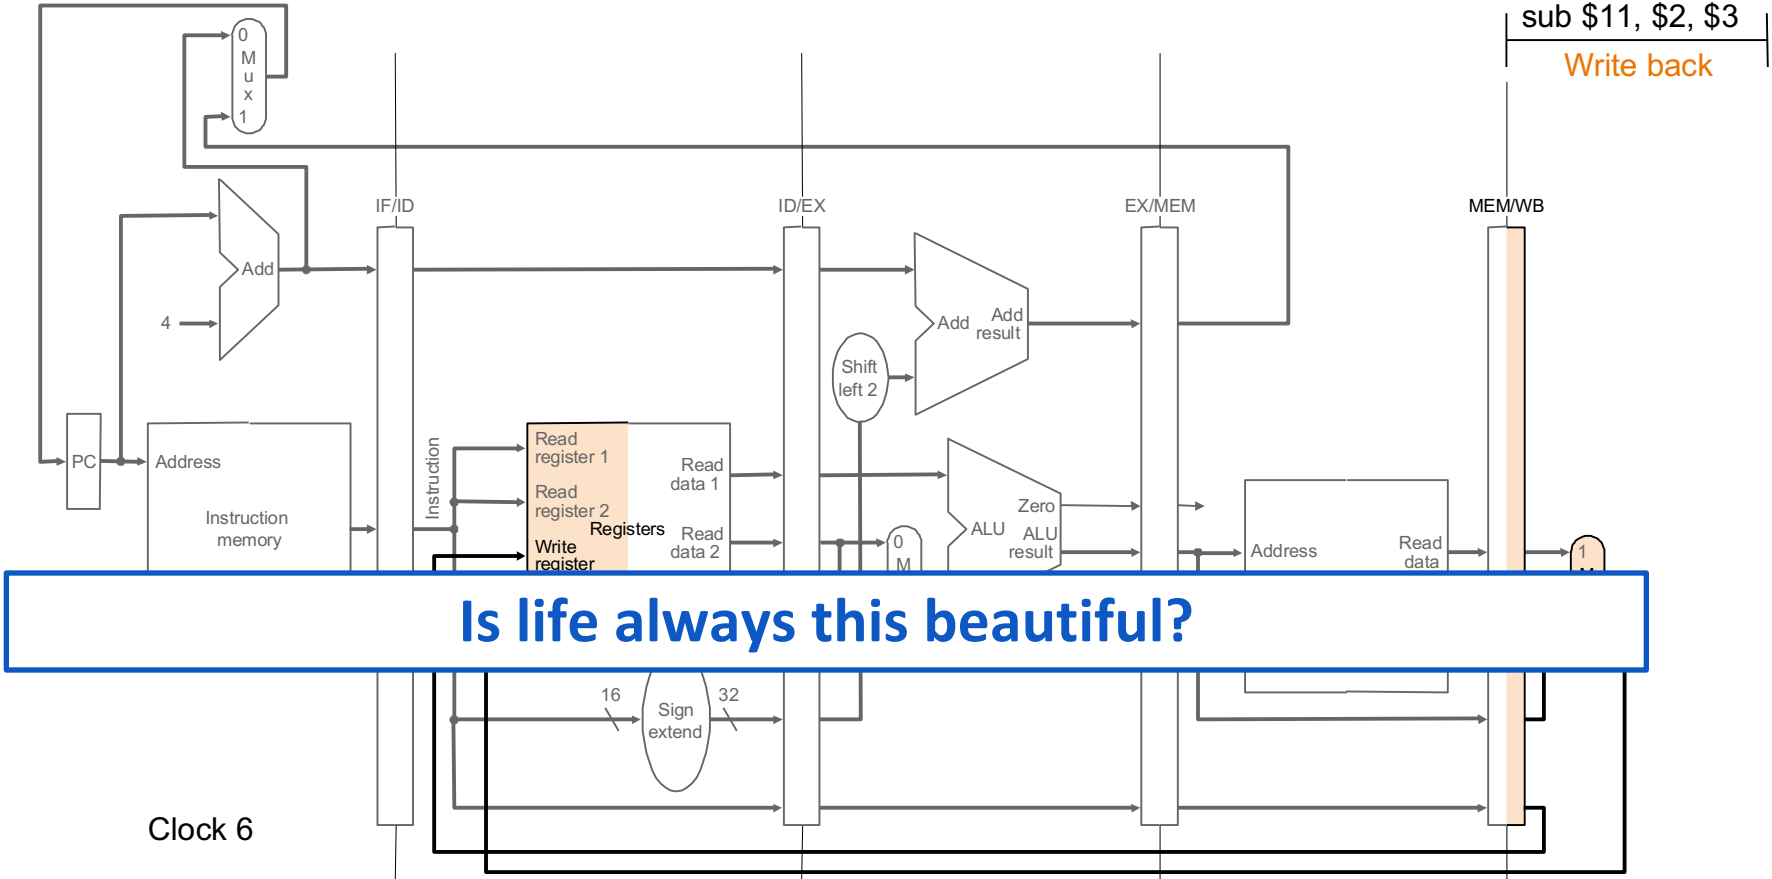 sub $11, $2, $3
Write back
0
M
u
x
1
IF/ID
ID/EX
EX/MEM
MEM/WB
Add
4
Add
Add
result
Shift
left 2
PC
Address
Instruction
memory
Instruction
Read
register 1
Read
register 2
Registers
Write
register
Read
data 1
Read
data 2
0
M
Zero
ALU
ALU
result
Address
Read
data
1
Is life always this beautiful?
16
Sign
extend
32
Clock 6